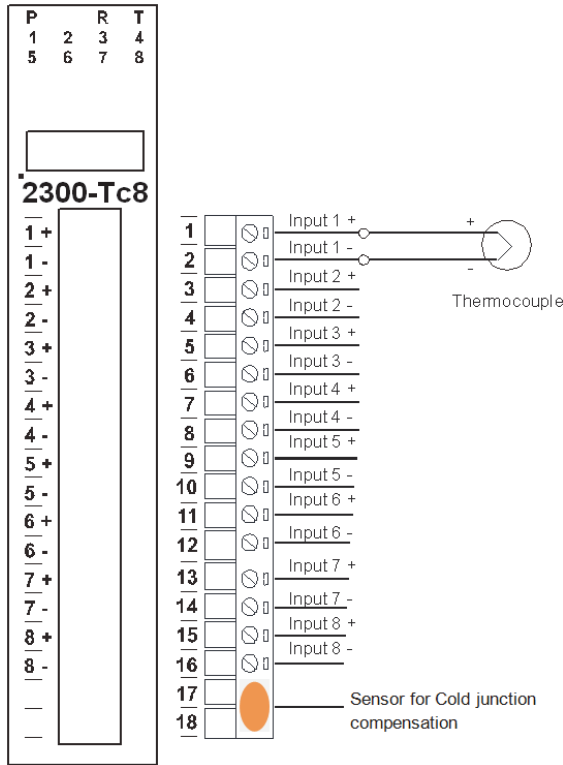 P R T
1 2 3 4
5 6 7 8
2300-Tc8
1 +
1 -
2 +
2 -
3 +
3 -
4 +
4 -
5 +
5 -
6 +
6 -
7 +
7 -
8 +
8 -
1 Input 1 + +
2 Input 1 - -
3 Input 2 +
4 Input 2 -
5 Input 3 +
6 Input 3 -
7 Input 4 +
8 Input 4 -
9 Input 5 +
10 Input 5 -
11 Input 6 +
12 Input 6 -
13 Input 7 +
14 Input 7 -
15 Input 8 +
16 Input 8 -
17
18
Thermocouple
Sensor for Cold junction
compensation